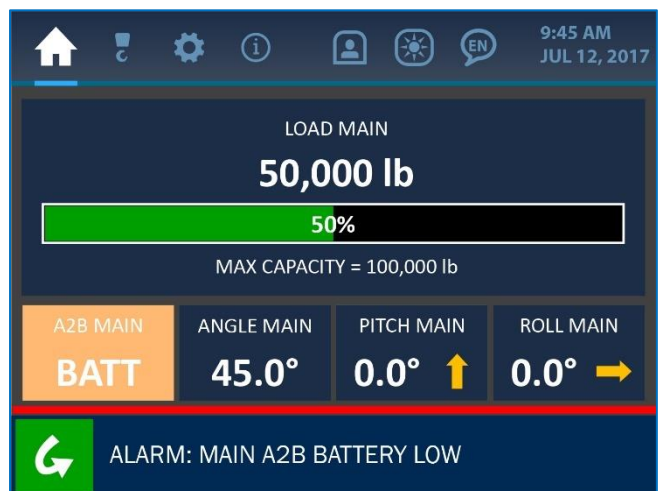 EN
9:45 AM
JUL 12, 2017
LOAD MAIN
50,000 lb
50%
MAX CAPACITY = 100,000 lb
A2B MAIN
BATT
ANGLE MAIN
45.0°
PITCH MAIN
0.0°
ROLL MAIN
0.0°
ALARM: MAIN A2B BATTERY LOW